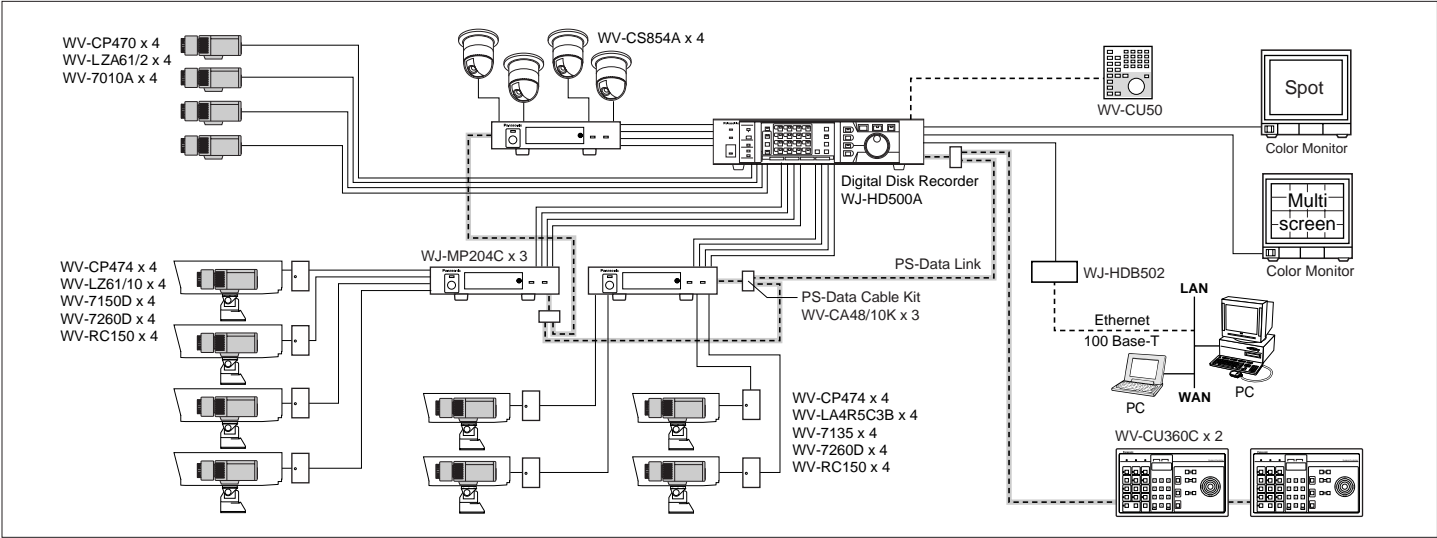 WV-CP470 x 4
WV-LZA61/2 x 4
WV-7010A x 4
WV-CS854A x 4
WV-CU50
Spot
Color Monitor
Digital Disk Recorder
WJ-HD500A
Multi
screen
Color Monitor
WJ-MP204C x 3
PS-Data Link
PS-Data Cable Kit
WV-CA48/10K x 3
WJ-HDB502
LAN
Ethernet
100 Base-T
WAN
PC
PC
WV-CP474 x 4
WV-LZ61/10 x 4
WV-7150D x 4
WV-7260D x 4
WV-RC150 x 4
WV-CP474 x 4
WV-LA4R5C3B x 4
WV-7135 x 4
WV-7260D x 4
WV-RC150 x 4
WV-CU360C x 2
Panasonic
Panasonic
Panasonic